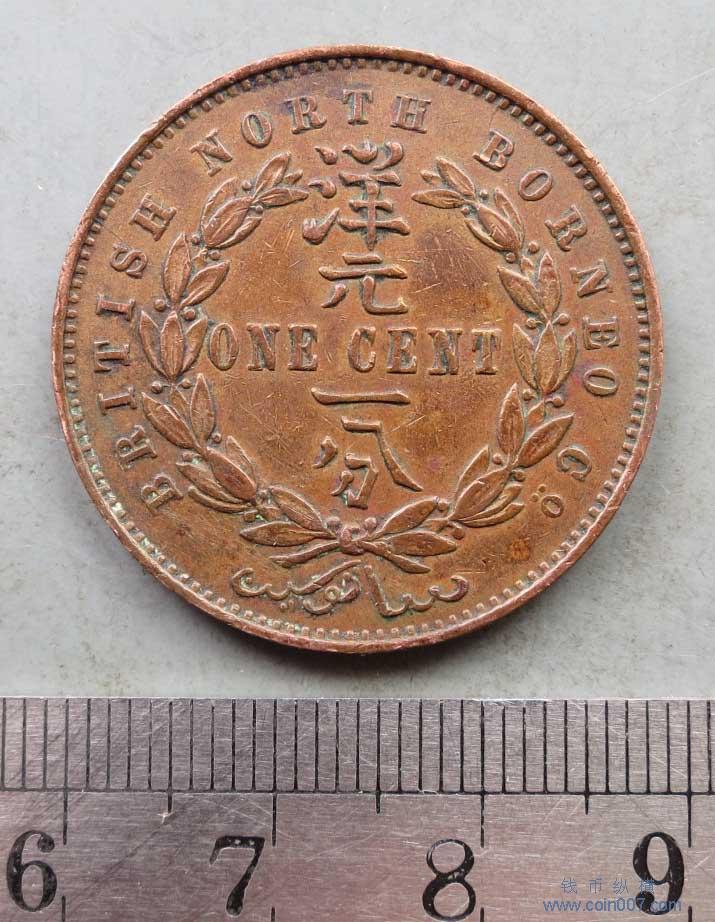 BRITISH NORTH BORNEO Co
洋
元
ONE CENT
一
分
ساتوسين
6 7 8 9
钱币纵横
www.coin007.com